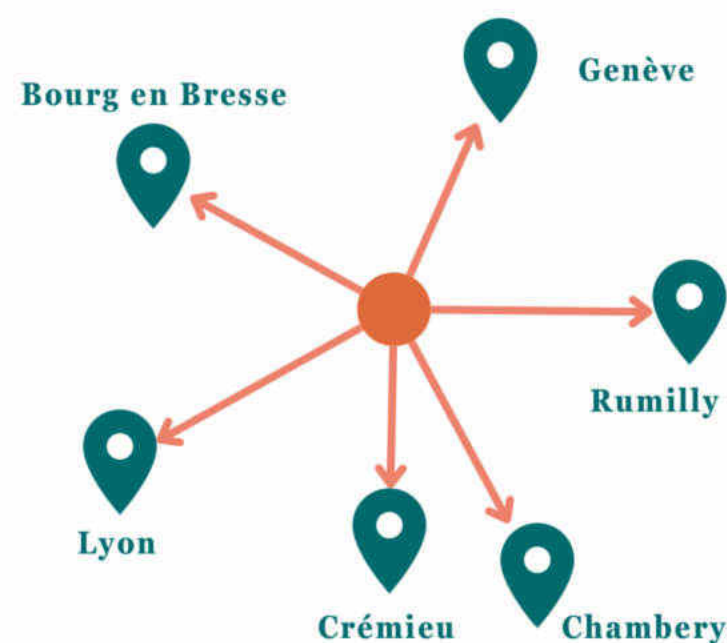 Genève
Bourg en Bresse
Rumilly
Lyon
Crémieu
Chambery